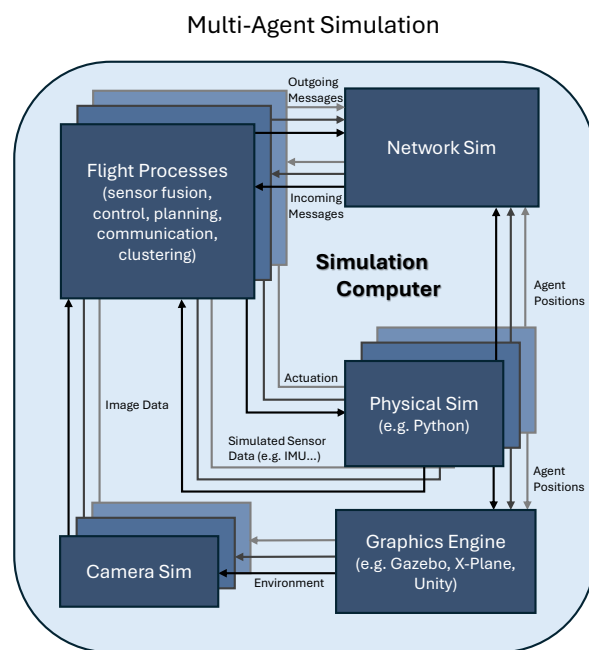 Multi-Agent Simulation
Outgoing
Messages
Network Sim
Flight Processes
(sensor fusion,
control, planning,
communication,
clustering)
Incoming
Messages
Simulation
Computer
Agent
Positions
Actuation
Image Data
Physical Sim
(e.g. Python)
Simulated Sensor
Data (e.g. IMU...)
Agent
Positions
Graphics Engine
(e.g. Gazebo, X-Plane,
Unity)
Camera Sim
Environment